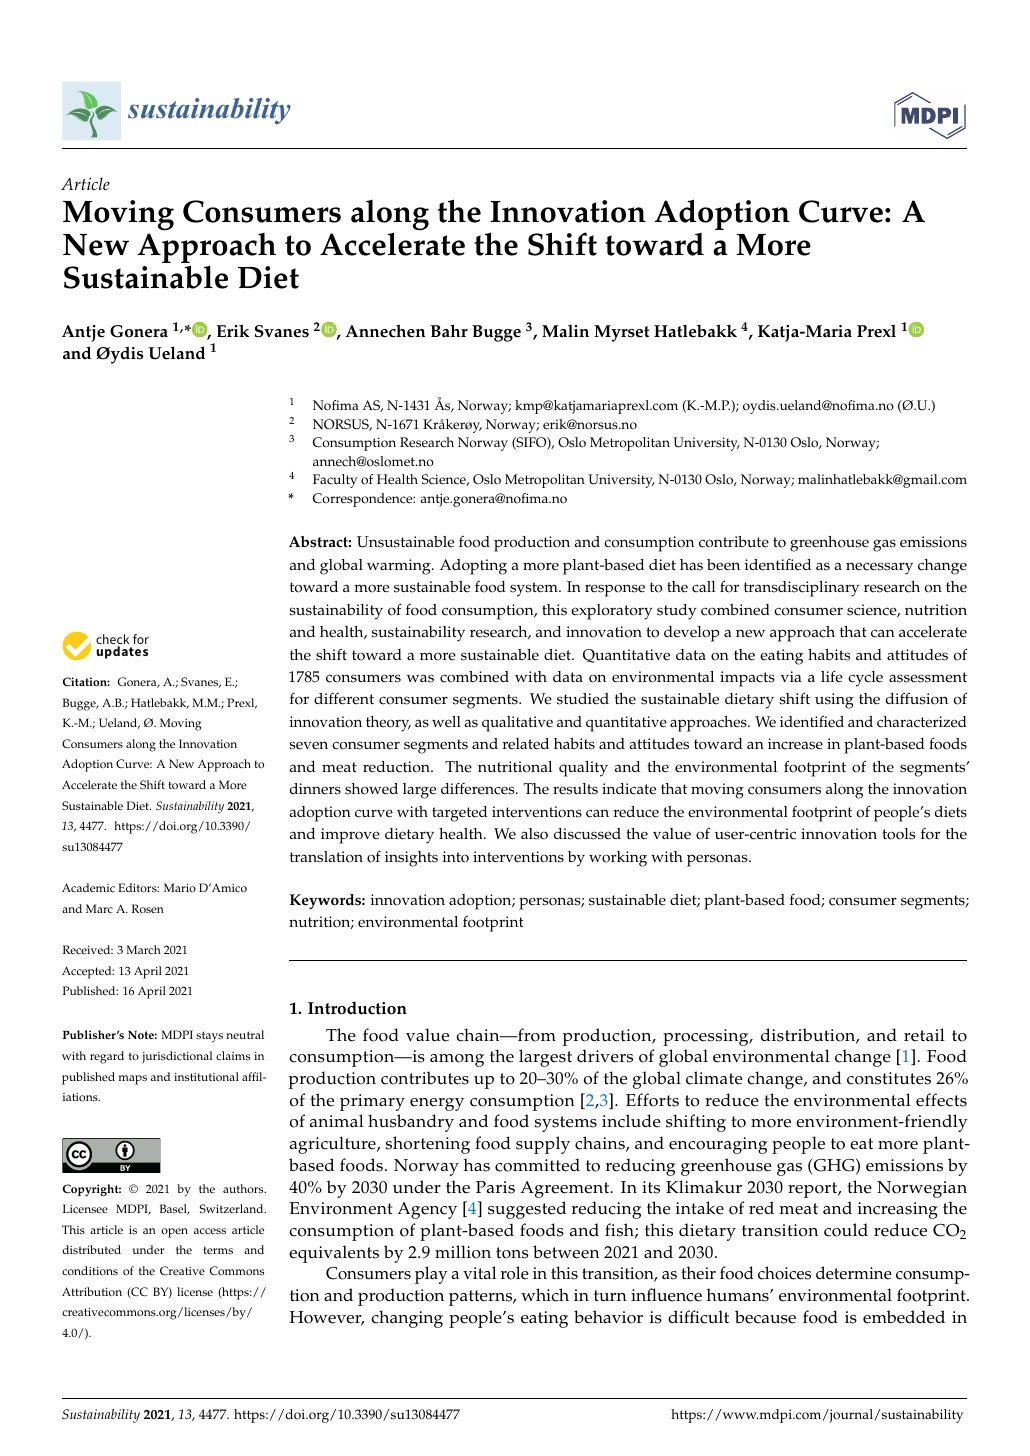 sustainability
MDPI
Article
Moving Consumers along the Innovation Adoption Curve: A
New Approach to Accelerate the Shift toward a More
Sustainable Diet
Antje Gonera 1,* iD, Erik Svanes 2 iD, Annechen Bahr Bugge 3, Malin Myrset Hatlebakk 4, Katja-Maria Prexl 1 iD
and Øydis Ueland 1
1 Nofima AS, N-1431 Ås, Norway; kmp@katjamariaprexl.com (K.-M.P.); oydis.ueland@nofima.no (Ø.U.)
2 NORSUS, N-1671 Kråkerøy, Norway; erik@norsus.no
3 Consumption Research Norway (SIFO), Oslo Metropolitan University, N-0130 Oslo, Norway;
annech@oslomet.no
4 Faculty of Health Science, Oslo Metropolitan University, N-0130 Oslo, Norway; malinhatlebakk@gmail.com
* Correspondence: antje.gonera@nofima.no
Abstract: Unsustainable food production and consumption contribute to greenhouse gas emissions
and global warming. Adopting a more plant-based diet has been identified as a necessary change
toward a more sustainable food system. In response to the call for transdisciplinary research on the
sustainability of food consumption, this exploratory study combined consumer science, nutrition
and health, sustainability research, and innovation to develop a new approach that can accelerate
the shift toward a more sustainable diet. Quantitative data on the eating habits and attitudes of
1785 consumers was combined with data on environmental impacts via a life cycle assessment
for different consumer segments. We studied the sustainable dietary shift using the diffusion of
innovation theory, as well as qualitative and quantitative approaches. We identified and characterized
seven consumer segments and related habits and attitudes toward an increase in plant-based foods
and meat reduction. The nutritional quality and the environmental footprint of the segments'
dinners showed large differences. The results indicate that moving consumers along the innovation
adoption curve with targeted interventions can reduce the environmental footprint of people's diets
and improve dietary health. We also discussed the value of user-centric innovation tools for the
translation of insights into interventions by working with personas.
Keywords: innovation adoption; personas; sustainable diet; plant-based food; consumer segments;
nutrition; environmental footprint
check for
updates
Citation: Gonera, A.; Svanes, E.;
Bugge, A.B.; Hatlebakk, M.M.; Prexl,
K.-M.; Ueland, Ø. Moving
Consumers along the Innovation
Adoption Curve: A New Approach to
Accelerate the Shift toward a More
Sustainable Diet. Sustainability 2021,
13, 4477. https://doi.org/10.3390/
su13084477
Academic Editors: Mario D'Amico
and Marc A. Rosen
Received: 3 March 2021
Accepted: 13 April 2021
Published: 16 April 2021
Publisher's Note: MDPI stays neutral
with regard to jurisdictional claims in
published maps and institutional affil-
iations.
cc BY
Copyright: © 2021 by the authors.
Licensee MDPI, Basel, Switzerland.
This article is an open access article
distributed under the terms and
conditions of the Creative Commons
Attribution (CC BY) license (https://
creativecommons.org/licenses/by/
4.0/).
1. Introduction
The food value chain—from production, processing, distribution, and retail to
consumption—is among the largest drivers of global environmental change [1]. Food
production contributes up to 20–30% of the global climate change, and constitutes 26%
of the primary energy consumption [2,3]. Efforts to reduce the environmental effects
of animal husbandry and food systems include shifting to more environment-friendly
agriculture, shortening food supply chains, and encouraging people to eat more plant-
based foods. Norway has committed to reducing greenhouse gas (GHG) emissions by
40% by 2030 under the Paris Agreement. In its Klimakur 2030 report, the Norwegian
Environment Agency [4] suggested reducing the intake of red meat and increasing the
consumption of plant-based foods and fish; this dietary transition could reduce CO2
equivalents by 2.9 million tons between 2021 and 2030.
Consumers play a vital role in this transition, as their food choices determine consump-
tion and production patterns, which in turn influence humans' environmental footprint.
However, changing people's eating behavior is difficult because food is embedded in
Sustainability 2021, 13, 4477. https://doi.org/10.3390/su13084477
https://www.mdpi.com/journal/sustainability